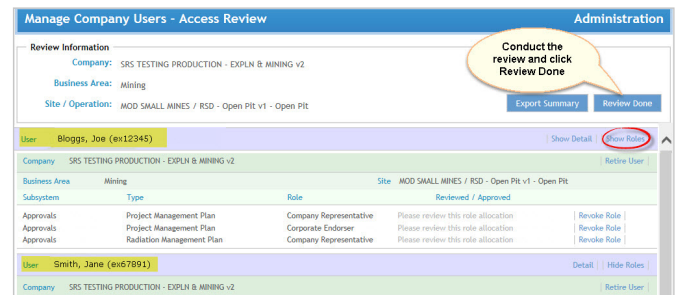 Manage Company Users - Access Review Administration
Review Information
Company: SRS TESTING PRODUCTION - EXPLN & MINING v2
Business Area: Mining
Site / Operation: MOD SMALL MINES / RSD - Open Pit v1 - Open Pit
Conduct the
review and click
Review Done
Export Summary Review Done
User Bloggs, Joe (ex12345) | Show Detail | Show Roles |
Company SRS TESTING PRODUCTION - EXPLN & MINING v2 | Retire User |
Business Area Mining Site MOD SMALL MINES / RSD - Open Pit v1 - Open Pit
Subsystem Type Role Reviewed / Approved
Approvals Project Management Plan Company Representative Please review this role allocation | Revoke Role |
Approvals Project Management Plan Corporate Endorser Please review this role allocation | Revoke Role |
Approvals Radiation Management Plan Company Representative Please review this role allocation | Revoke Role |
User Smith, Jane (ex67891) Detail | Hide Roles |
Company SRS TESTING PRODUCTION - EXPLN & MINING v2 | Retire User |